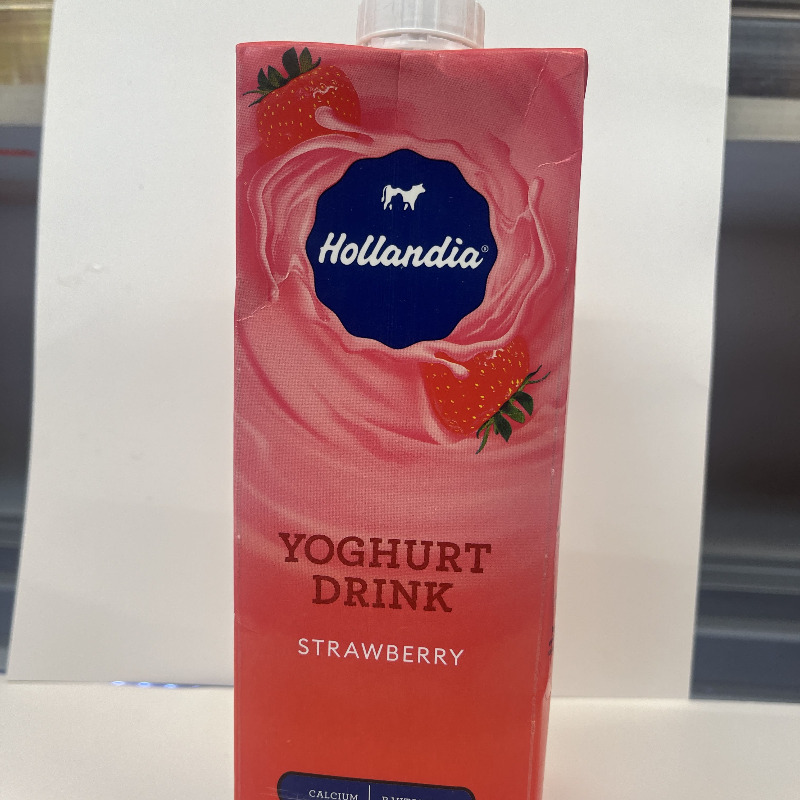 Hollandia®
YOGHURT
DRINK
STRAWBERRY
CALCIUM